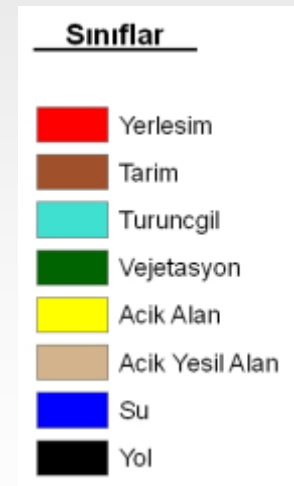 Sınıflar
Yerlesim
Tarim
Turuncgil
Vejetasyon
Acik Alan
Acik Yesil Alan
Su
Yol